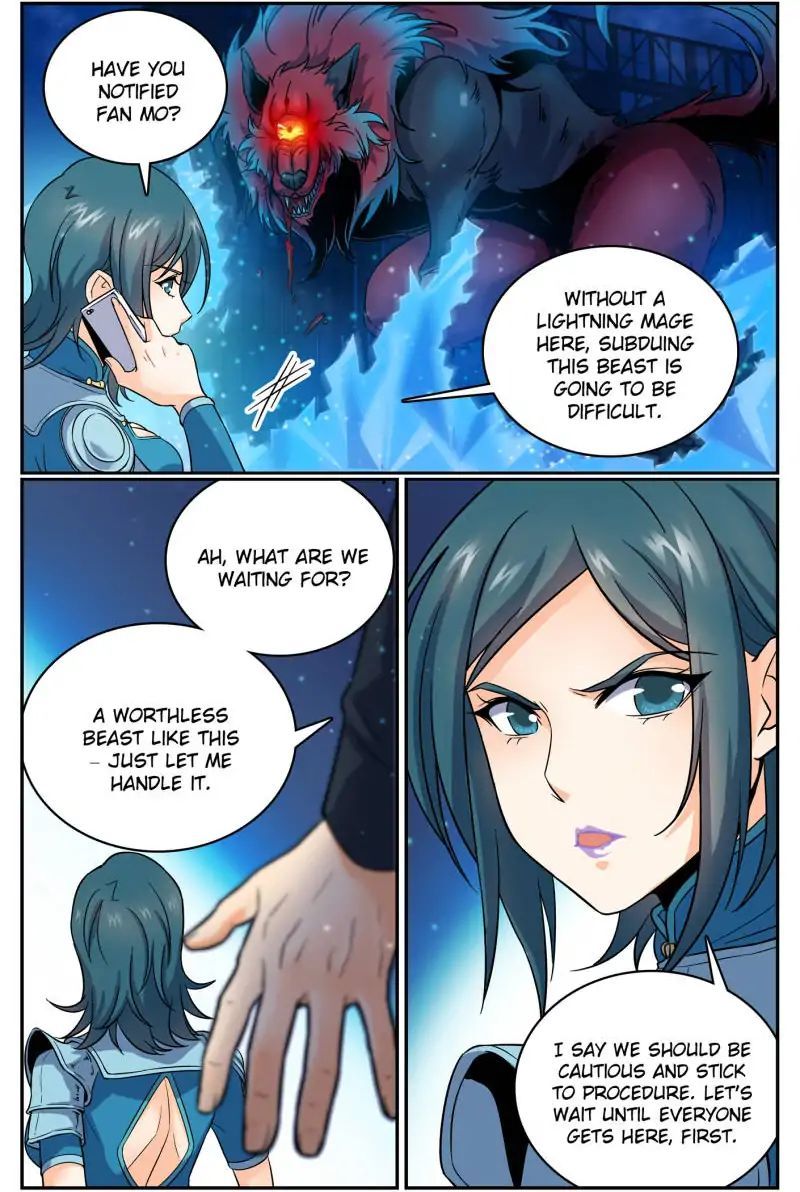 HAVE YOU
NOTIFIED
FAN MO?
WITHOUT A
LIGHTNING MAGE
HERE, SUBDUING
THIS BEAST IS
GOING TO BE
DIFFICULT.
AH, WHAT ARE WE
WAITING FOR?
A WORTHLESS
BEAST LIKE THIS
– JUST LET ME
HANDLE IT.
I SAY WE SHOULD BE
CAUTIOUS AND STICK
TO PROCEDURE. LET'S
WAIT UNTIL EVERYONE
GETS HERE, FIRST.